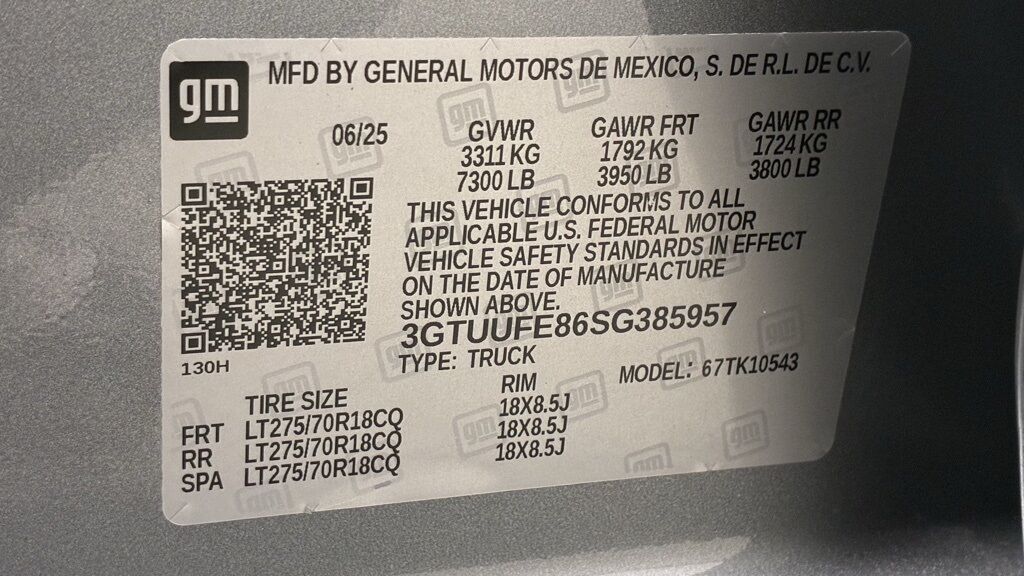 gm
MFD BY GENERAL MOTORS DE MEXICO, S. DE R.L. DE C.V.
06/25 GVWR GAWR FRT GAWR RR
3311 KG 1792 KG 1724 KG
7300 LB 3950 LB 3800 LB
THIS VEHICLE CONFORMS TO ALL
APPLICABLE U.S. FEDERAL MOTOR
VEHICLE SAFETY STANDARDS IN EFFECT
ON THE DATE OF MANUFACTURE
SHOWN ABOVE.
3GTUUFE86SG385957
130H
TYPE: TRUCK MODEL: 67TK10543
TIRE SIZE RIM
FRT LT275/70R18CQ 18X8.5J
RR LT275/70R18CQ 18X8.5J
SPA LT275/70R18CQ 18X8.5J